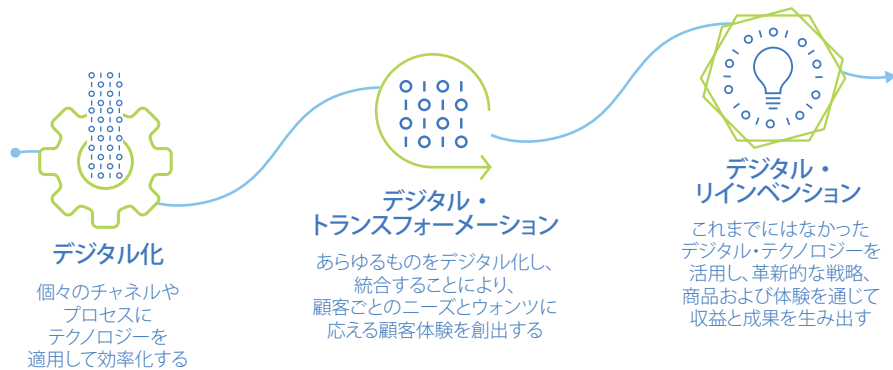 デジタル化
個々のチャネルや
プロセスに
テクノロジーを
適用して効率化する
デジタル・
トランスフォーメーション
あらゆるものをデジタル化し、
統合することにより、
顧客ごとのニーズとウォンツに
応える顧客体験を創出する
デジタル・
リインベンション
これまでにはなかった
デジタル・テクノロジーを
活用し、革新的な戦略、
商品および体験を通じて
収益と成果を生み出す